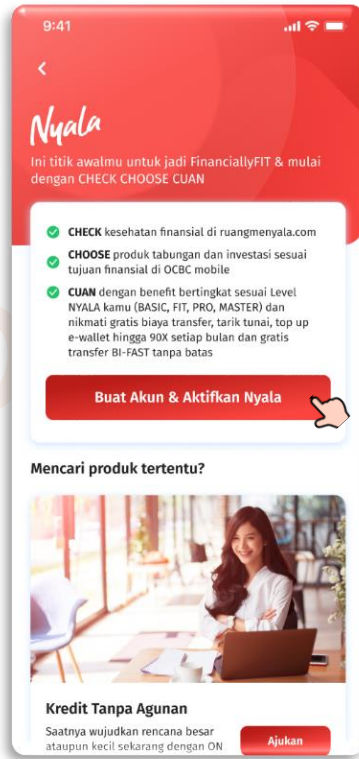 9:41
Nyala
Ini titik awalmu untuk jadi FinanciallyFIT & mulai
dengan CHECK CHOOSE CUAN
CHECK kesehatan finansial di ruangmenyala.com
CHOOSE produk tabungan dan investasi sesuai
tujuan finansial di OCBC mobile
CUAN dengan benefit bertingkat sesuai Level
NYALA kamu (BASIC, FIT, PRO, MASTER) dan
nikmati gratis biaya transfer, tarik tunai, top up
e-wallet hingga 90X setiap bulan dan gratis
transfer BI-FAST tanpa batas
Buat Akun & Aktifkan Nyala
Mencari produk tertentu?
Kredit Tanpa Agunan
Saatnya wujudkan rencana besar
ataupun kecil sekarang dengan ON
Ajukan